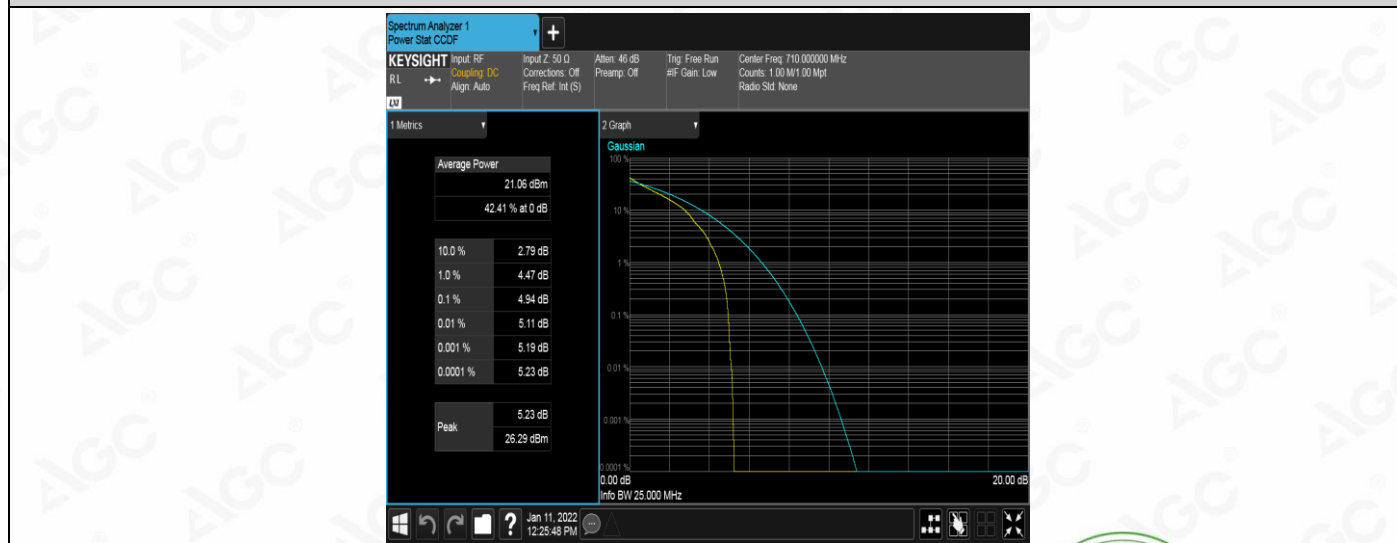 Spectrum Analyzer 1
Power Stat CCDF
+
KEYSIGHT Input: RF Input Z: 50 Ω Atten: 46 dB Trig: Free Run Center Freq: 710.000000 MHz
R L Coupling: DC Corrections: Off Preamp: Off #IF Gain: Low Counts: 1.00 M/1.00 Mpt
Align: Auto Freq Ref: Int (S) Radio Std: None
LXI
1 Metrics
Average Power
21.06 dBm
42.41 % at 0 dB
10.0 % 2.79 dB
1.0 % 4.47 dB
0.1 % 4.94 dB
0.01 % 5.11 dB
0.001 % 5.19 dB
0.0001 % 5.23 dB
Peak 5.23 dB
26.29 dBm
2 Graph
Gaussian
100 %
10 %
1 %
0.1 %
0.01 %
0.001 %
0.0001 %
0.00 dB 20.00 dB
Info BW 25.000 MHz
? Jan 11, 2022
12:25:48 PM
AGC